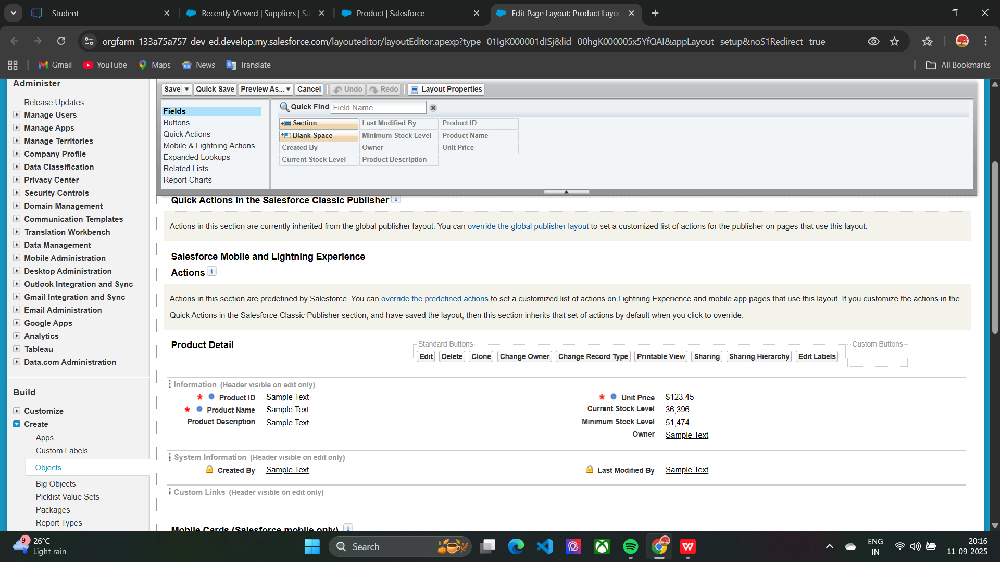 - Student
Recently Viewed | Suppliers | Sa
Product | Salesforce
Edit Page Layout: Product Layou
orgfarm-133a75a757-dev-ed.develop.my.salesforce.com/layouteditor/layoutEditor.apexp?type=01IgK000001dISj&lid=00hgK000005x5YfQAI&appLayout=setup&noS1Redirect=true
Gmail
YouTube
Maps
News
Translate
All Bookmarks
Administer
Release Updates
Manage Users
Manage Apps
Manage Territories
Company Profile
Data Classification
Privacy Center
Security Controls
Domain Management
Communication Templates
Translation Workbench
Data Management
Mobile Administration
Desktop Administration
Outlook Integration and Sync
Gmail Integration and Sync
Email Administration
Google Apps
Analytics
Tableau
Data.com Administration
Build
Customize
Create
Apps
Custom Labels
Objects
Big Objects
Picklist Value Sets
Packages
Report Types
Save Quick Save Preview As... Cancel Undo Redo Layout Properties
Fields
Buttons
Quick Actions
Mobile & Lightning Actions
Expanded Lookups
Related Lists
Report Charts
Quick Find Field Name
Section Last Modified By Product ID
Blank Space Minimum Stock Level Product Name
Created By Owner Unit Price
Current Stock Level Product Description
Quick Actions in the Salesforce Classic Publisher
Actions in this section are currently inherited from the global publisher layout. You can override the global publisher layout to set a customized list of actions for the publisher on pages that use this layout.
Salesforce Mobile and Lightning Experience
Actions
Actions in this section are predefined by Salesforce. You can override the predefined actions to set a customized list of actions on Lightning Experience and mobile app pages that use this layout. If you customize the actions in the
Quick Actions in the Salesforce Classic Publisher section, and have saved the layout, then this section inherits that set of actions by default when you click to override.
Product Detail
Standard Buttons
Edit Delete Clone Change Owner Change Record Type Printable View Sharing Sharing Hierarchy Edit Labels
Custom Buttons
Information (Header visible on edit only)
* Product ID Sample Text
* Product Name Sample Text
Product Description Sample Text
* Unit Price $123.45
Current Stock Level 36,396
Minimum Stock Level 51,474
Owner Sample Text
System Information (Header visible on edit only)
Created By Sample Text
Last Modified By Sample Text
Custom Links (Header visible on edit only)
Mobile Cards (Salesforce mobile only)
9+
26°C
Light rain
Search
ENG
IN
20:16
11-09-2025